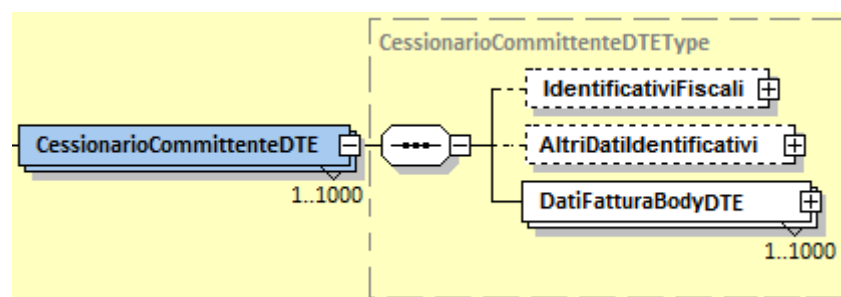 CessionarioCommittenteDTEType
IdentificativiFiscali
CessionarioCommittenteDTE
AltriDatiIdentificativi
1..1000
DatiFatturaBodyDTE
1..1000